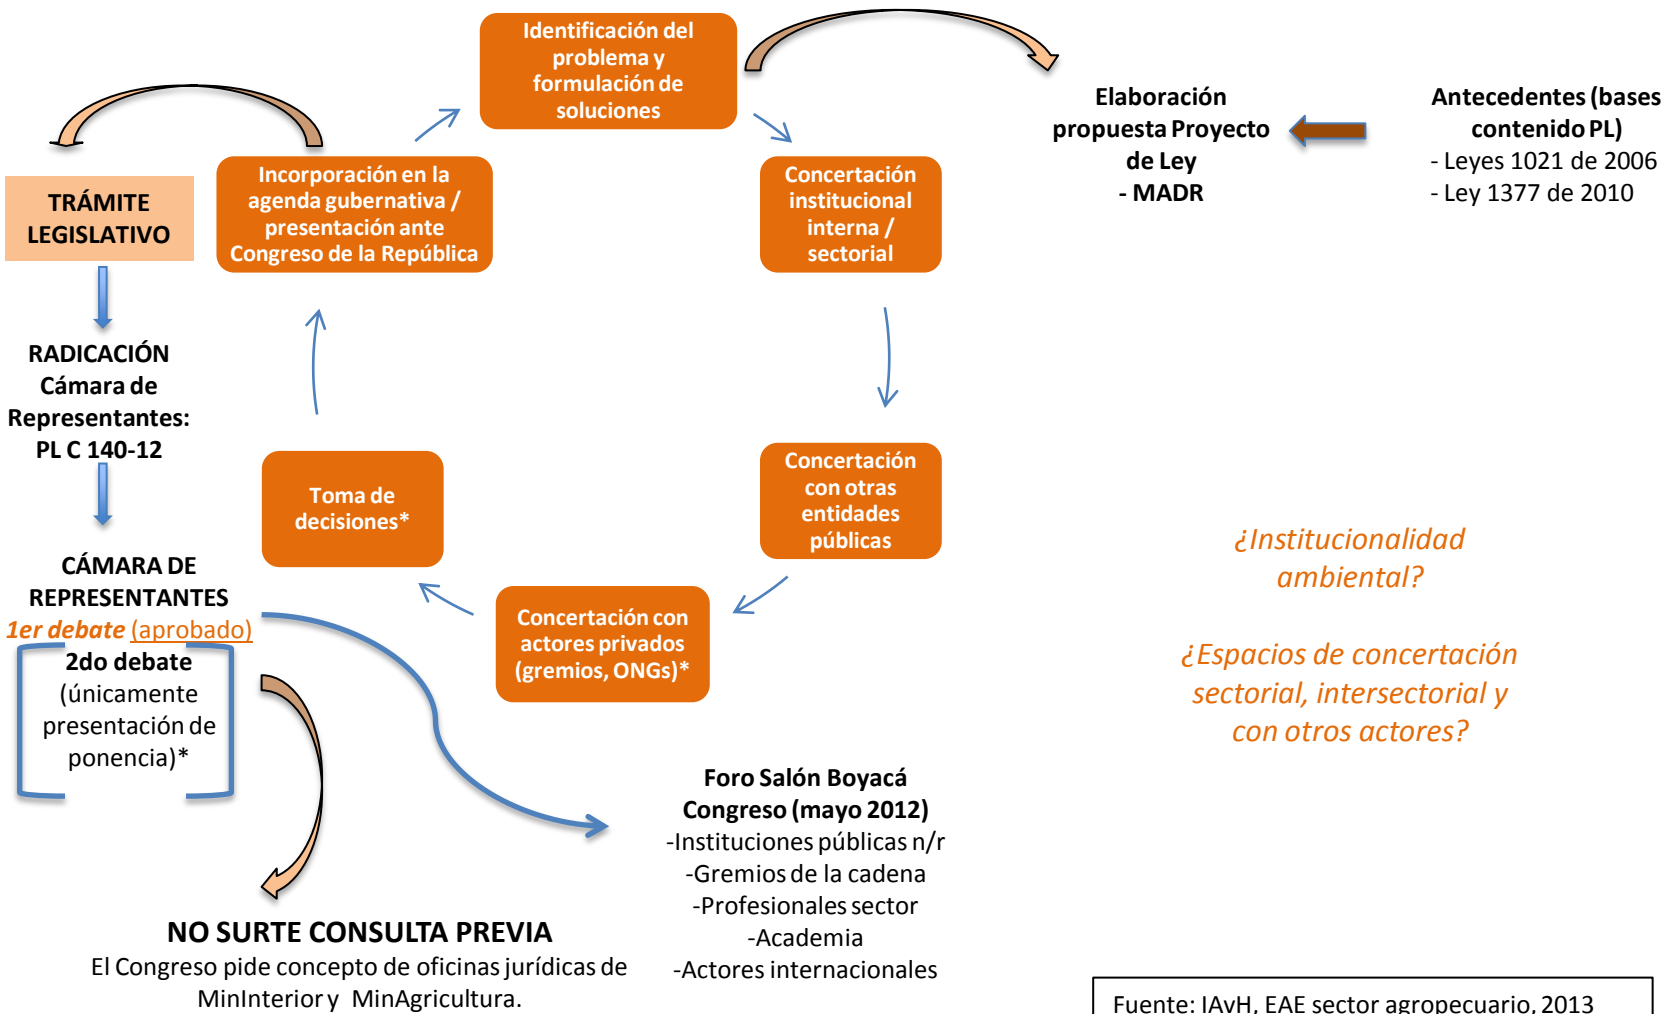 Identificación del
problema y
formulación de
soluciones
Elaboración
propuesta Proyecto
de Ley
- MADR
Antecedentes (bases
contenido PL)
- Leyes 1021 de 2006
- Ley 1377 de 2010
TRÁMITE
LEGISLATIVO
Incorporación en la
agenda gubernativa /
presentación ante
Congreso de la República
Concertación
institucional
interna /
sectorial
RADICACIÓN
Cámara de
Representantes:
PL C 140-12
Toma de
decisiones*
Concertación
con otras
entidades
públicas
Concertación con
actores privados
(gremios, ONGs)*
¿Institucionalidad
ambiental?
¿Espacios de concertación
sectorial, intersectorial y
con otros actores?
CÁMARA DE
REPRESENTANTES
1er debate (aprobado)
2do debate
(únicamente
presentación de
ponencia)*
Foro Salón Boyacá
Congreso (mayo 2012)
-Instituciones públicas n/r
-Gremios de la cadena
-Profesionales sector
-Academia
-Actores internacionales
NO SURTE CONSULTA PREVIA
El Congreso pide concepto de oficinas jurídicas de
MinInterior y MinAgricultura.
Fuente: IAvH, EAE sector agropecuario, 2013